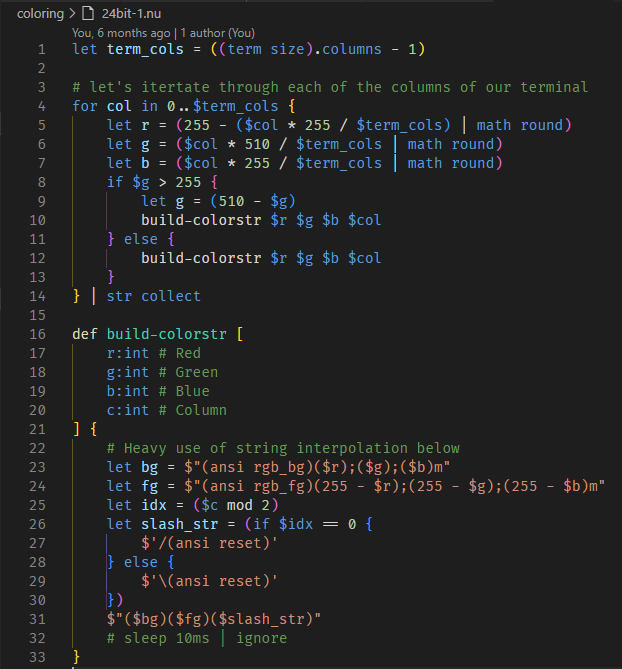 coloring > 24bit-1.nu
You, 6 months ago | 1 author (You)
1 let term_cols = ((term size).columns - 1)
2
3 # let's itertate through each of the columns of our terminal
4 for col in 0..$term_cols {
5     let r = (255 - ($col * 255 / $term_cols) | math round)
6     let g = ($col * 510 / $term_cols | math round)
7     let b = ($col * 255 / $term_cols | math round)
8     if $g > 255 {
9         let g = (510 - $g)
10         build-colorstr $r $g $b $col
11     } else {
12         build-colorstr $r $g $b $col
13     }
14 } | str collect
15
16 def build-colorstr [
17     r:int # Red
18     g:int # Green
19     b:int # Blue
20     c:int # Column
21 ] {
22     # Heavy use of string interpolation below
23     let bg = $"(ansi rgb_bg)($r);($g);($b)m"
24     let fg = $"(ansi rgb_fg)(255 - $r);(255 - $g);(255 - $b)m"
25     let idx = ($c mod 2)
26     let slash_str = (if $idx == 0 {
27         $'/(ansi reset)'
28     } else {
29         $'\(ansi reset)'
30     })
31     $"($bg)($fg)($slash_str)"
32     # sleep 10ms | ignore
33 }